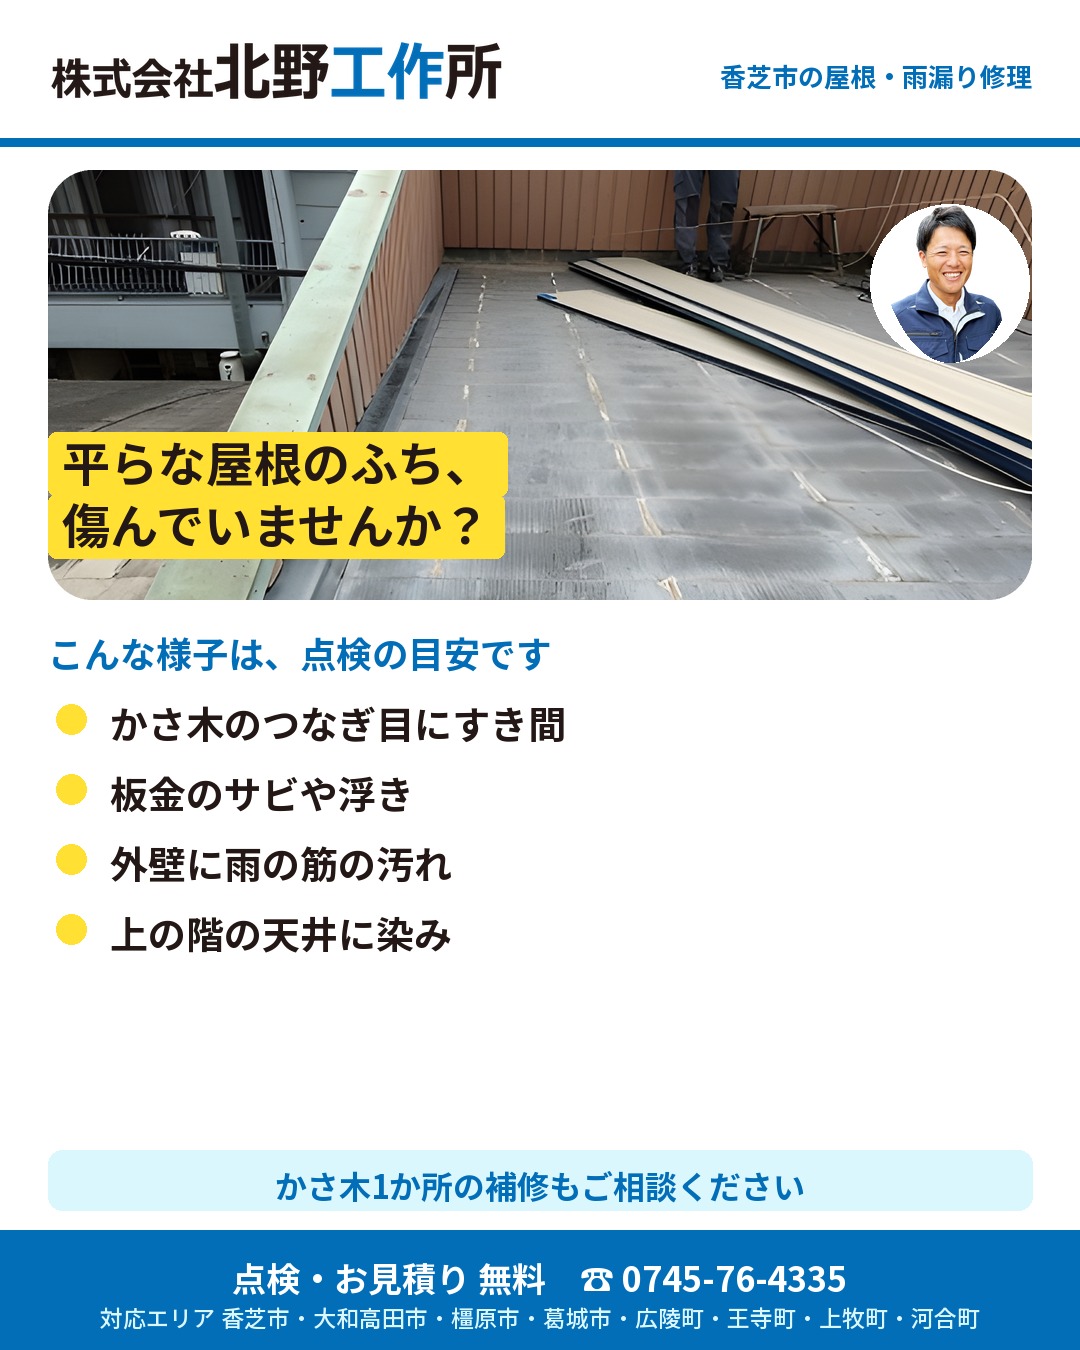 株式会社北野工作所
香芝市の屋根・雨漏り修理
平らな屋根のふち、
傷んでいませんか？
こんな様子は、点検の目安です
かさ木のつなぎ目にすき間
板金のサビや浮き
外壁に雨の筋の汚れ
上の階の天井に染み
かさ木1か所の補修もご相談ください
点検・お見積り 無料 ☎ 0745-76-4335
対応エリア 香芝市・大和高田市・橿原市・葛城市・広陵町・王寺町・上牧町・河合町